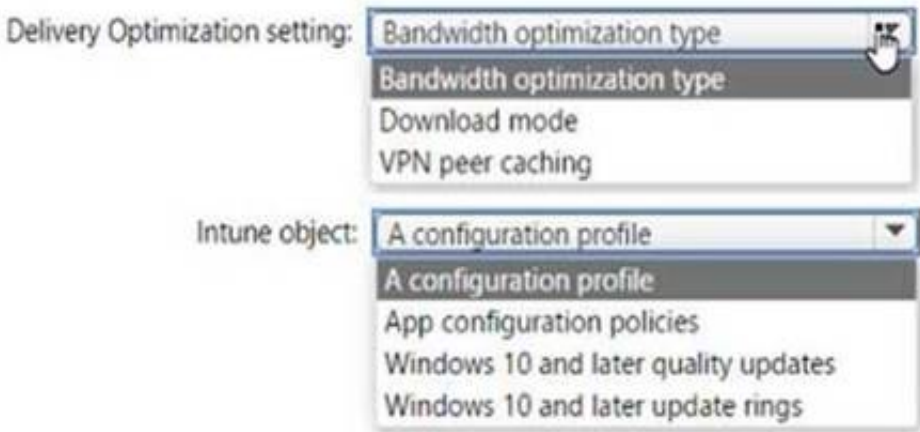 Delivery Optimization setting: Bandwidth optimization type
Bandwidth optimization type
Download mode
VPN peer caching
Intune object: A configuration profile
A configuration profile
App configuration policies
Windows 10 and later quality updates
Windows 10 and later update rings